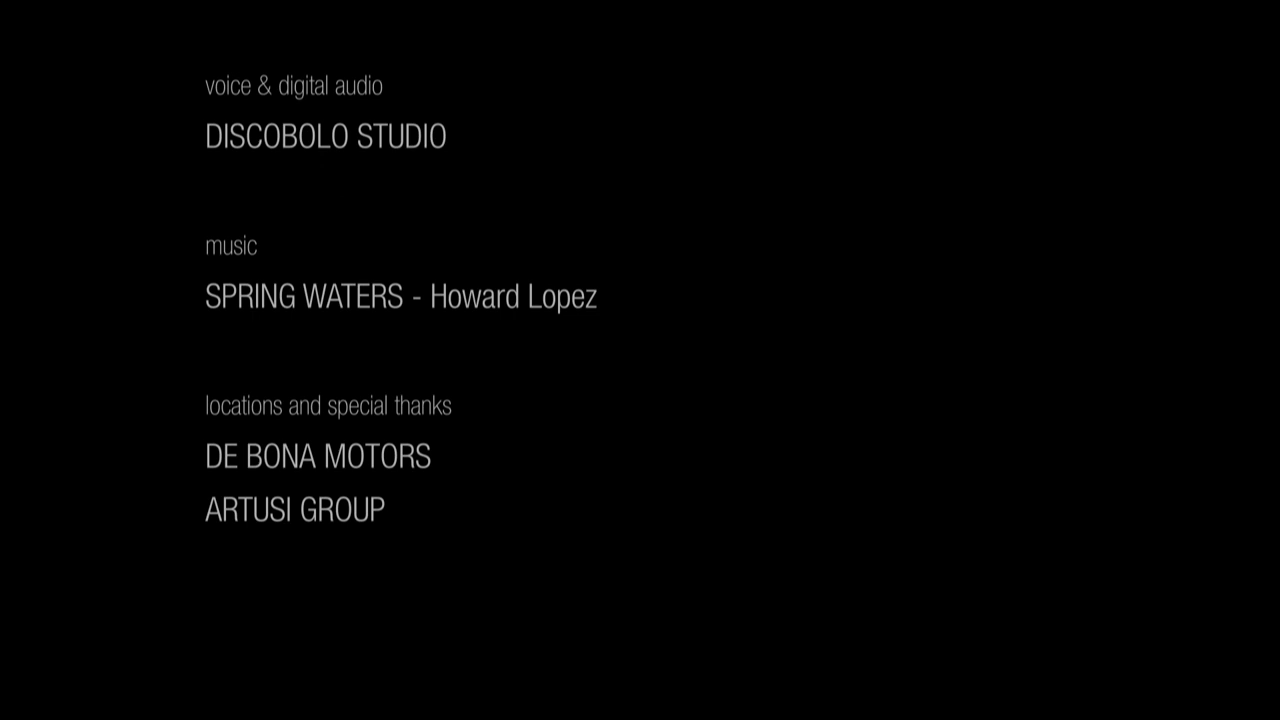 voice & digital audio
DISCOBOLO STUDIO
music
SPRING WATERS - Howard Lopez
locations and special thanks
DE BONA MOTORS
ARTUSI GROUP